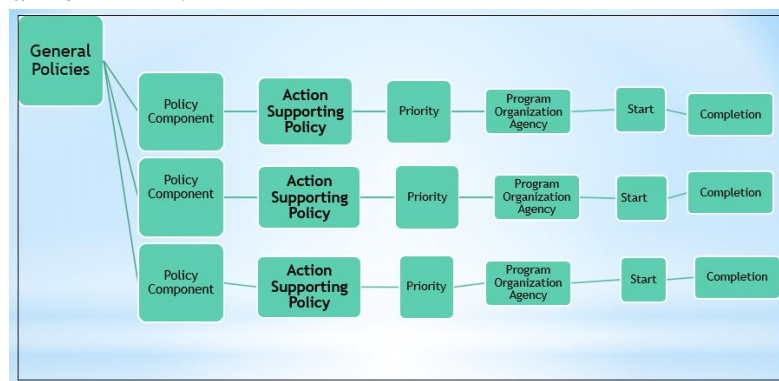 General
Policies
Policy
Component
Action
Supporting
Policy
Priority
Program
Organization
Agency
Start
Completion
Policy
Component
Action
Supporting
Policy
Priority
Program
Organization
Agency
Start
Completion
Policy
Component
Action
Supporting
Policy
Priority
Program
Organization
Agency
Start
Completion